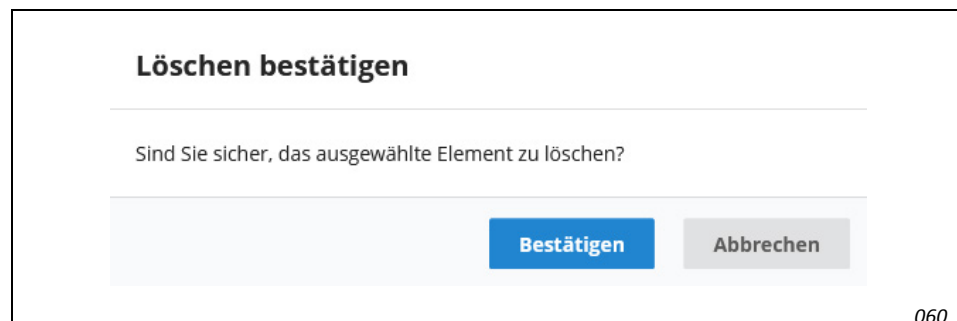 Löschen bestätigen
Sind Sie sicher, das ausgewählte Element zu löschen?
Bestätigen Abbrechen
060